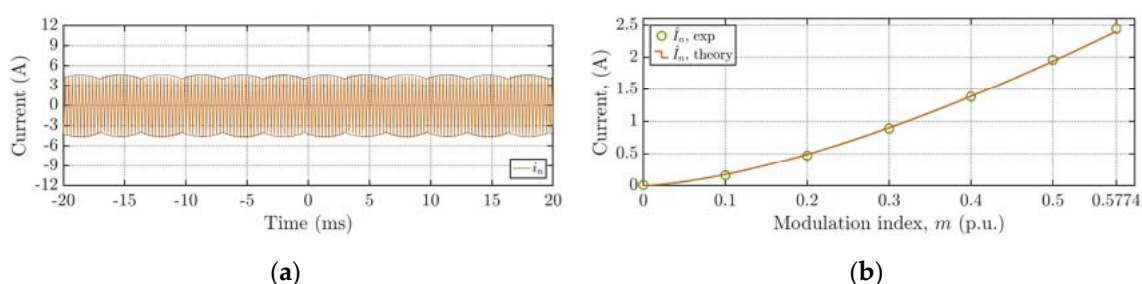 12
9
6
3
0
-3
-6
-9
-12
Current (A)
-20 -15 -10 -5 0 5 10 15 20
Time (ms)
i_n
(a)
2.5
2
1.5
1
0.5
0
Current, (A)
Î_n, exp
Î_n, theory
0 0.1 0.2 0.3 0.4 0.5 0.5774
Modulation index, m (p.u.)
(b)